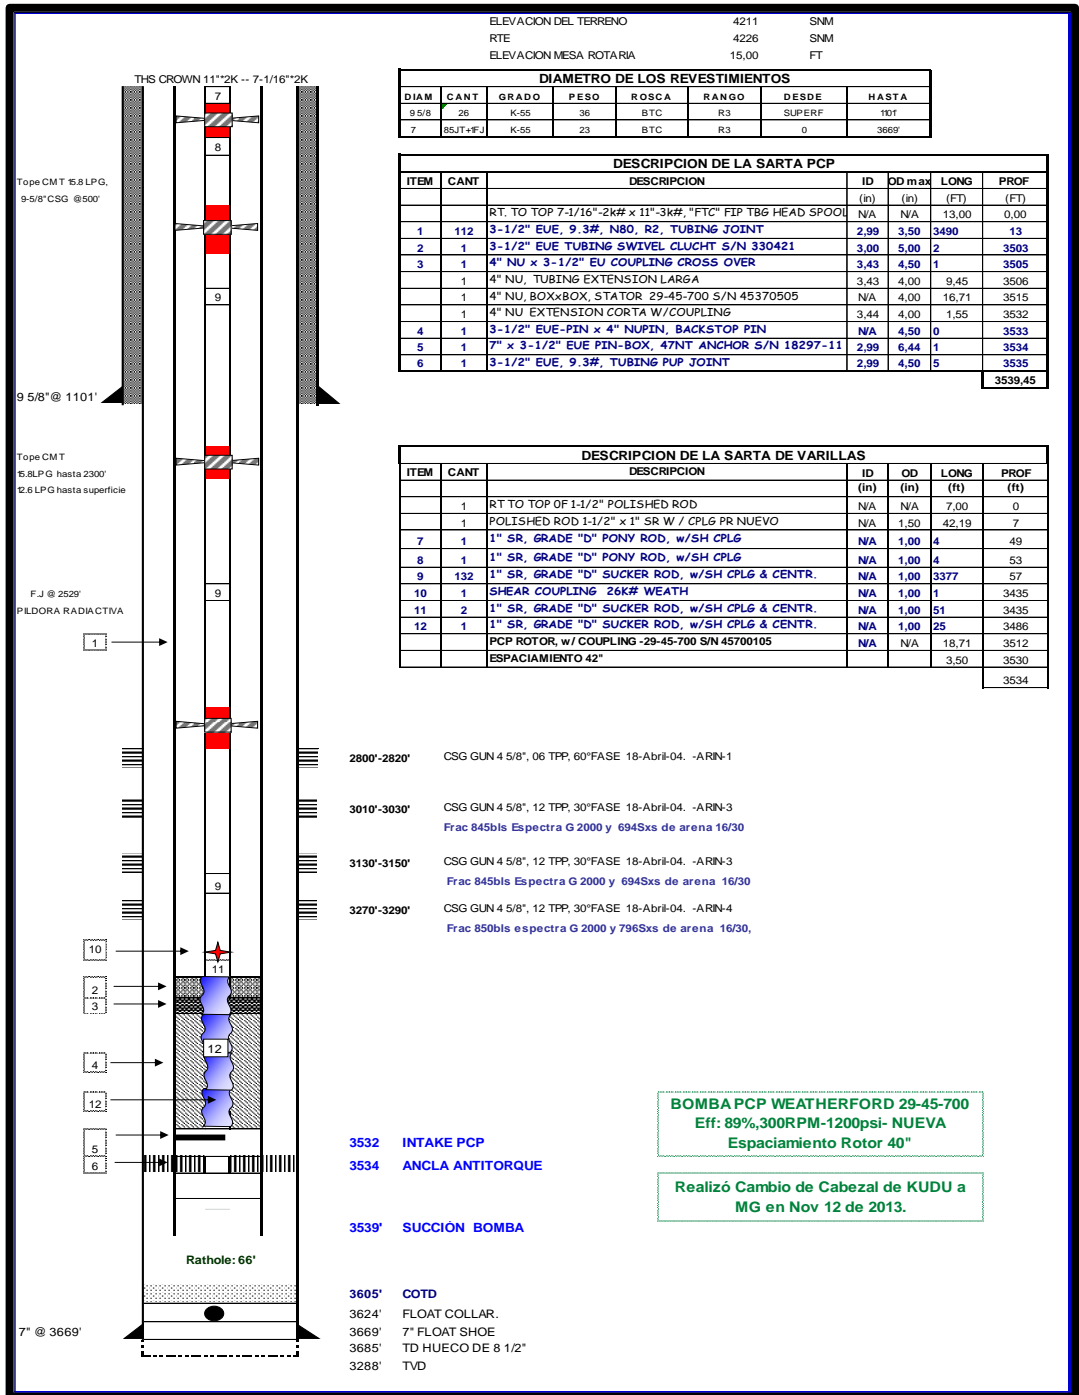 ELEVACION DEL TERRENO 4211 SNM
RTE 4226 SNM
ELEVACION MESA ROTARIA 15,00 FT
THS CROWN 11"*2K -- 7-1/16"*2K
DIAMETRO DE LOS REVESTIMIENTOS
DIAM CANT GRADO PESO ROSCA RANGO DESDE HASTA
9 5/8 26 K-55 36 BTC R3 SUPERF 1101'
7 85JT+1FJ K-55 23 BTC R3 0 3669'
DESCRIPCION DE LA SARTA PCP
ITEM CANT DESCRIPCION ID OD max LONG PROF
(in) (in) (FT) (FT)
RT. TO TOP 7-1/16"-2k# x 11"-3k#, "FTC" FIP TBG HEAD SPOOL N/A N/A 13,00 0,00
1 112 3-1/2" EUE, 9.3#, N80, R2, TUBING JOINT 2,99 3,50 3490 13
2 1 3-1/2" EUE TUBING SWIVEL CLUCHT S/N 330421 3,00 5,00 2 3503
3 1 4" NU x 3-1/2" EU COUPLING CROSS OVER 3,43 4,50 1 3505
1 4" NU, TUBING EXTENSION LARGA 3,43 4,00 9,45 3506
1 4" NU, BOXxBOX, STATOR 29-45-700 S/N 45370505 N/A 4,00 16,71 3515
1 4" NU EXTENSION CORTA W/COUPLING 3,44 4,00 1,55 3532
4 1 3-1/2" EUE-PIN x 4" NUPIN, BACKSTOP PIN N/A 4,50 0 3533
5 1 7" x 3-1/2" EUE PIN-BOX, 47NT ANCHOR S/N 18297-11 2,99 6,44 1 3534
6 1 3-1/2" EUE, 9.3#, TUBING PUP JOINT 2,99 4,50 5 3535
3539,45
7
8
Tope CMT 15.8 LPG,
9-5/8"CSG @500'
9
9 5/8"@ 1101'
Tope CMT
15.8LPG hasta 2300'
12.6 LPG hasta superficie
DESCRIPCION DE LA SARTA DE VARILLAS
ITEM CANT DESCRIPCION ID OD LONG PROF
(in) (in) (ft) (ft)
1 RT TO TOP OF 1-1/2" POLISHED ROD N/A N/A 7,00 0
1 POLISHED ROD 1-1/2" x 1" SR W / CPLG PR NUEVO N/A 1,50 42,19 7
7 1 1" SR, GRADE "D" PONY ROD, w/SH CPLG N/A 1,00 4 49
8 1 1" SR, GRADE "D" PONY ROD, w/SH CPLG N/A 1,00 4 53
9 132 1" SR, GRADE "D" SUCKER ROD, w/SH CPLG & CENTR. N/A 1,00 3377 57
10 1 SHEAR COUPLING 26K# WEATH N/A 1,00 1 3435
11 2 1" SR, GRADE "D" SUCKER ROD, w/SH CPLG & CENTR. N/A 1,00 51 3435
12 1 1" SR, GRADE "D" SUCKER ROD, w/SH CPLG & CENTR. N/A 1,00 25 3486
PCP ROTOR, w/ COUPLING -29-45-700 S/N 45700105 N/A N/A 18,71 3512
ESPACIAMIENTO 42" 3,50 3530
3534
F.J @ 2529'
9
PILDORA RADIACTIVA
1
2800'-2820' CSG GUN 4 5/8", 06 TPP, 60°FASE 18-Abril-04. -ARIN-1
3010'-3030' CSG GUN 4 5/8", 12 TPP, 30°FASE 18-Abril-04. -ARIN-3
Frac 845bls Espectra G 2000 y 694Sxs de arena 16/30
3130'-3150' CSG GUN 4 5/8", 12 TPP, 30°FASE 18-Abril-04. -ARIN-3
Frac 845bls Espectra G 2000 y 694Sxs de arena 16/30
9
3270'-3290' CSG GUN 4 5/8", 12 TPP, 30°FASE 18-Abril-04. -ARIN-4
Frac 850bls espectra G 2000 y 796Sxs de arena 16/30,
10
11
2
3
12
4
12
5
6
BOMBA PCP WEATHERFORD 29-45-700
Eff: 89%,300RPM-1200psi- NUEVA
Espaciamiento Rotor 40"
3532 INTAKE PCP
3534 ANCLA ANTITORQUE
Realizó Cambio de Cabezal de KUDU a
MG en Nov 12 de 2013.
3539' SUCCIÓN BOMBA
Rathole: 66'
3605' COTD
3624' FLOAT COLLAR.
7" @ 3669'
3669' 7" FLOAT SHOE
3685' TD HUECO DE 8 1/2"
3288' TVD